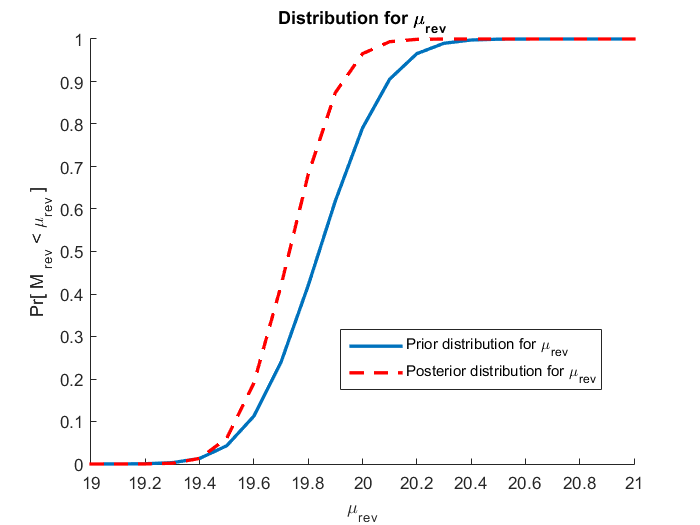 Distribution for μrev
Pr[ Mrev < μrev ]
1
0.9
0.8
0.7
0.6
0.5
0.4
0.3
0.2
0.1
0
Prior distribution for μrev
Posterior distribution for μrev
19 19.2 19.4 19.6 19.8 20 20.2 20.4 20.6 20.8 21
μrev